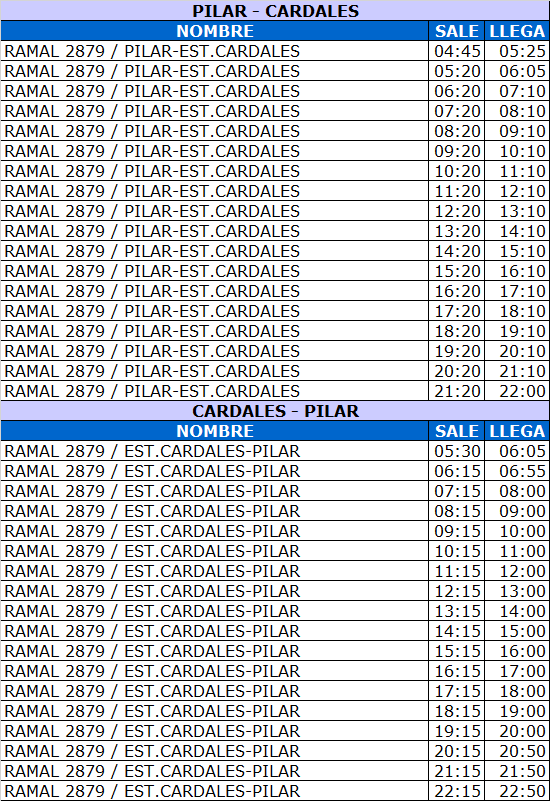 PILAR - CARDALES
NOMBRE SALE LLEGA
RAMAL 2879 / PILAR-EST.CARDALES 04:45 05:25
RAMAL 2879 / PILAR-EST.CARDALES 05:20 06:05
RAMAL 2879 / PILAR-EST.CARDALES 06:20 07:10
RAMAL 2879 / PILAR-EST.CARDALES 07:20 08:10
RAMAL 2879 / PILAR-EST.CARDALES 08:20 09:10
RAMAL 2879 / PILAR-EST.CARDALES 09:20 10:10
RAMAL 2879 / PILAR-EST.CARDALES 10:20 11:10
RAMAL 2879 / PILAR-EST.CARDALES 11:20 12:10
RAMAL 2879 / PILAR-EST.CARDALES 12:20 13:10
RAMAL 2879 / PILAR-EST.CARDALES 13:20 14:10
RAMAL 2879 / PILAR-EST.CARDALES 14:20 15:10
RAMAL 2879 / PILAR-EST.CARDALES 15:20 16:10
RAMAL 2879 / PILAR-EST.CARDALES 16:20 17:10
RAMAL 2879 / PILAR-EST.CARDALES 17:20 18:10
RAMAL 2879 / PILAR-EST.CARDALES 18:20 19:10
RAMAL 2879 / PILAR-EST.CARDALES 19:20 20:10
RAMAL 2879 / PILAR-EST.CARDALES 20:20 21:10
RAMAL 2879 / PILAR-EST.CARDALES 21:20 22:00
CARDALES - PILAR
NOMBRE SALE LLEGA
RAMAL 2879 / EST.CARDALES-PILAR 05:30 06:05
RAMAL 2879 / EST.CARDALES-PILAR 06:15 06:55
RAMAL 2879 / EST.CARDALES-PILAR 07:15 08:00
RAMAL 2879 / EST.CARDALES-PILAR 08:15 09:00
RAMAL 2879 / EST.CARDALES-PILAR 09:15 10:00
RAMAL 2879 / EST.CARDALES-PILAR 10:15 11:00
RAMAL 2879 / EST.CARDALES-PILAR 11:15 12:00
RAMAL 2879 / EST.CARDALES-PILAR 12:15 13:00
RAMAL 2879 / EST.CARDALES-PILAR 13:15 14:00
RAMAL 2879 / EST.CARDALES-PILAR 14:15 15:00
RAMAL 2879 / EST.CARDALES-PILAR 15:15 16:00
RAMAL 2879 / EST.CARDALES-PILAR 16:15 17:00
RAMAL 2879 / EST.CARDALES-PILAR 17:15 18:00
RAMAL 2879 / EST.CARDALES-PILAR 18:15 19:00
RAMAL 2879 / EST.CARDALES-PILAR 19:15 20:00
RAMAL 2879 / EST.CARDALES-PILAR 20:15 20:50
RAMAL 2879 / EST.CARDALES-PILAR 21:15 21:50
RAMAL 2879 / EST.CARDALES-PILAR 22:15 22:50